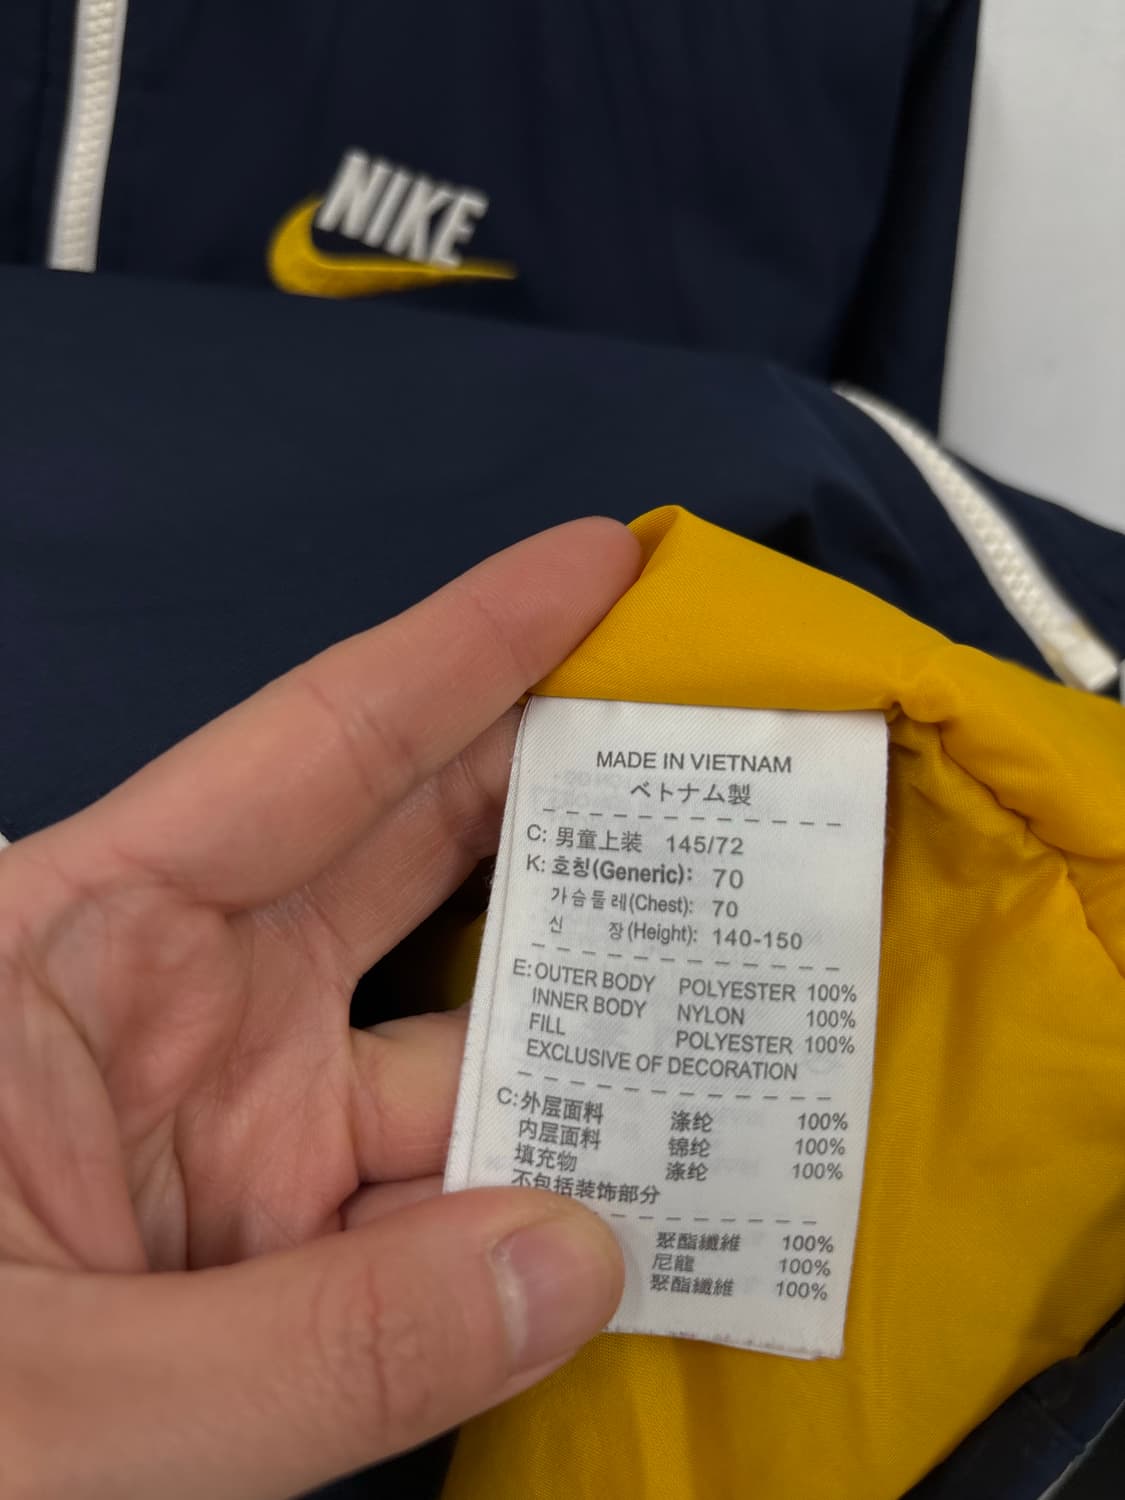 NIKE
MADE IN VIETNAM
ベトナム製
C: 男童上装 145/72
K: 호칭(Generic): 70
가슴둘레(Chest): 70
신 장(Height): 140-150
E: OUTER BODY POLYESTER 100%
INNER BODY NYLON 100%
FILL POLYESTER 100%
EXCLUSIVE OF DECORATION
C: 外层面料 涤纶 100%
内层面料 锦纶 100%
填充物 涤纶 100%
不包括装饰部分
聚酯纖維 100%
尼龍 100%
聚酯纖維 100%